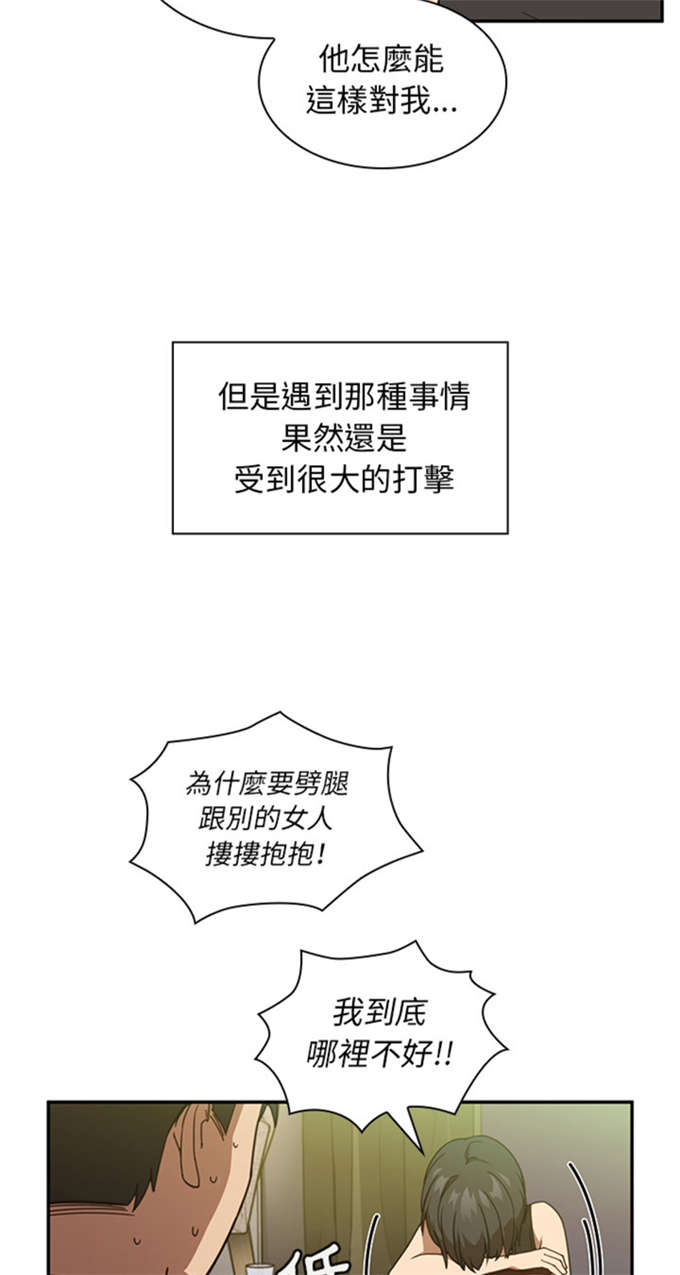 他怎麼能
這樣對我...
但是遇到那種事情
果然還是
受到很大的打擊
為什麼要劈腿
跟別的女人
摟摟抱抱!
我到底
哪裡不好!!